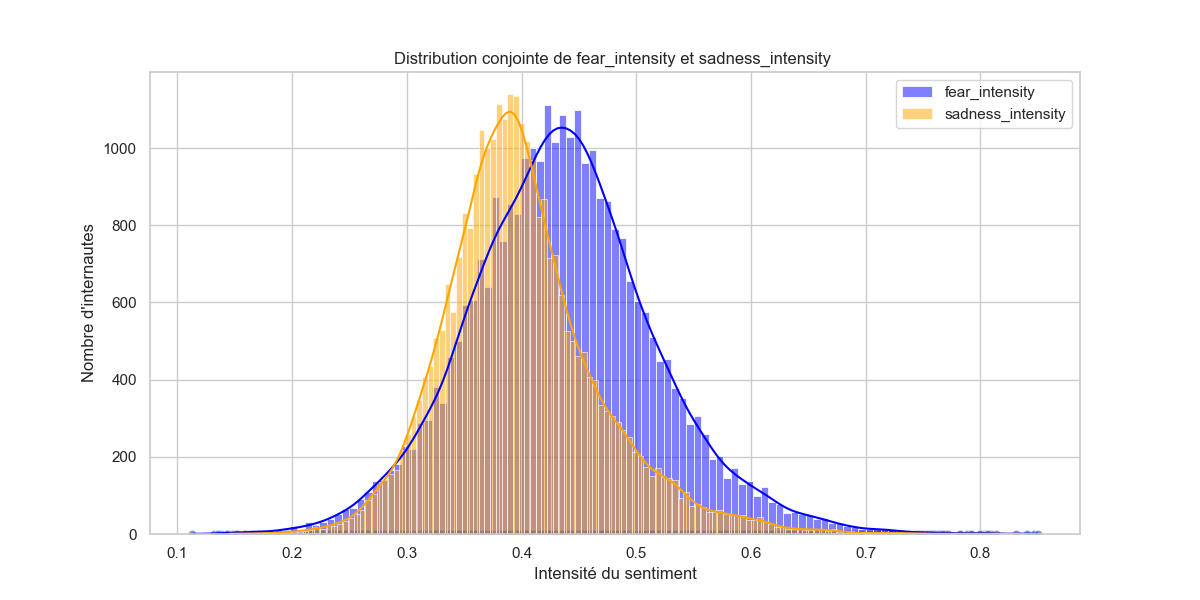 Distribution conjointe de fear_intensity et sadness_intensity
fear_intensity
sadness_intensity
Nombre d'internautes
1000
800
600
400
200
0
0.1 0.2 0.3 0.4 0.5 0.6 0.7 0.8
Intensité du sentiment